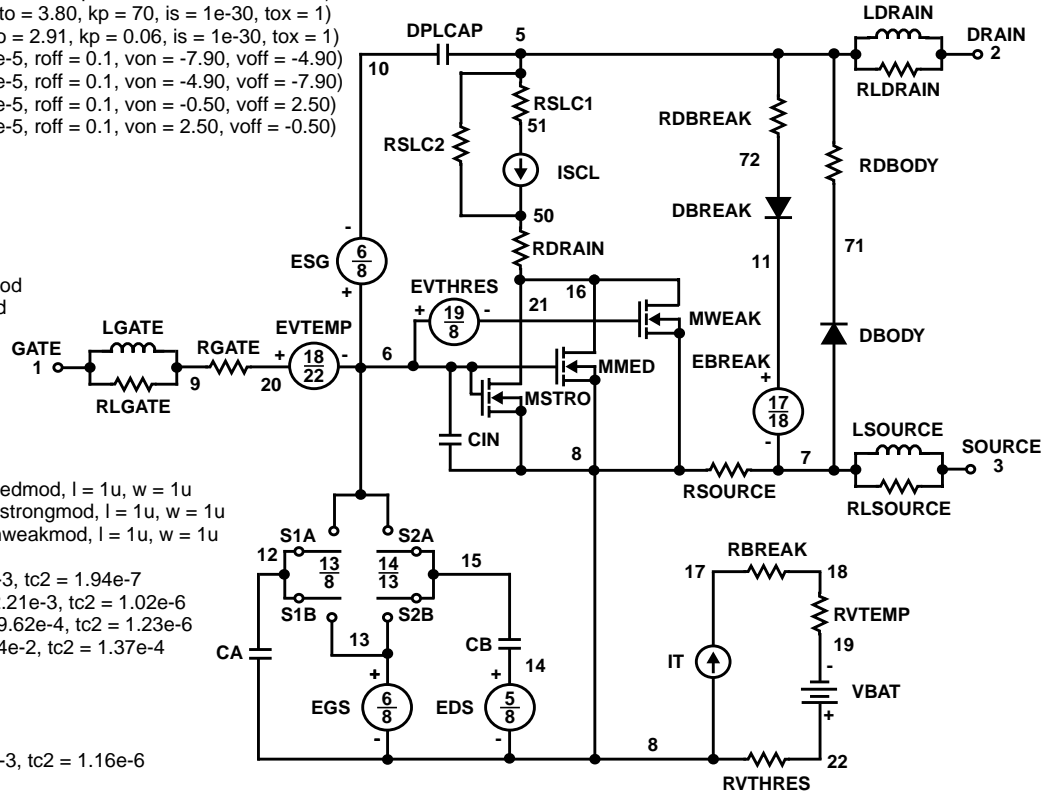 to = 3.80, kp = 70, is = 1e-30, tox = 1)
o = 2.91, kp = 0.06, is = 1e-30, tox = 1)
e-5, roff = 0.1, von = -7.90, voff = -4.90)
e-5, roff = 0.1, von = -4.90, voff = -7.90)
e-5, roff = 0.1, von = -0.50, voff = 2.50)
e-5, roff = 0.1, von = 2.50, voff = -0.50)
od
d
edmod, l = 1u, w = 1u
strongmod, l = 1u, w = 1u
weakmod, l = 1u, w = 1u
-3, tc2 = 1.94e-7
.21e-3, tc2 = 1.02e-6
9.62e-4, tc2 = 1.23e-6
4e-2, tc2 = 1.37e-4
-3, tc2 = 1.16e-6
DPLCAP 5
10
LDRAIN
DRAIN
2
RLDRAIN
RSLC1
51
RSLC2
ISCL
50
RDRAIN
RDBREAK
72
RDBODY
DBREAK
71
11
-
ESG 6
8
+
EVTHRES
+ 19 -
8
16
21
MWEAK
DBODY
LGATE
GATE
1
RLGATE
9
RGATE
20
EVTEMP
+ 18 -
22
6
MMED
MSTRO
EBREAK +
17
18
-
CIN
8
RSOURCE
7
LSOURCE
SOURCE
3
RLSOURCE
S1A
S2A
12
13
8
14
13
15
S1B
S2B
13
CA
CB
14
+
EGS 6
8
-
+
EDS 5
8
-
8
17
RBREAK
18
RVTEMP
19
-
IT
VBAT
+
22
RVTHRES